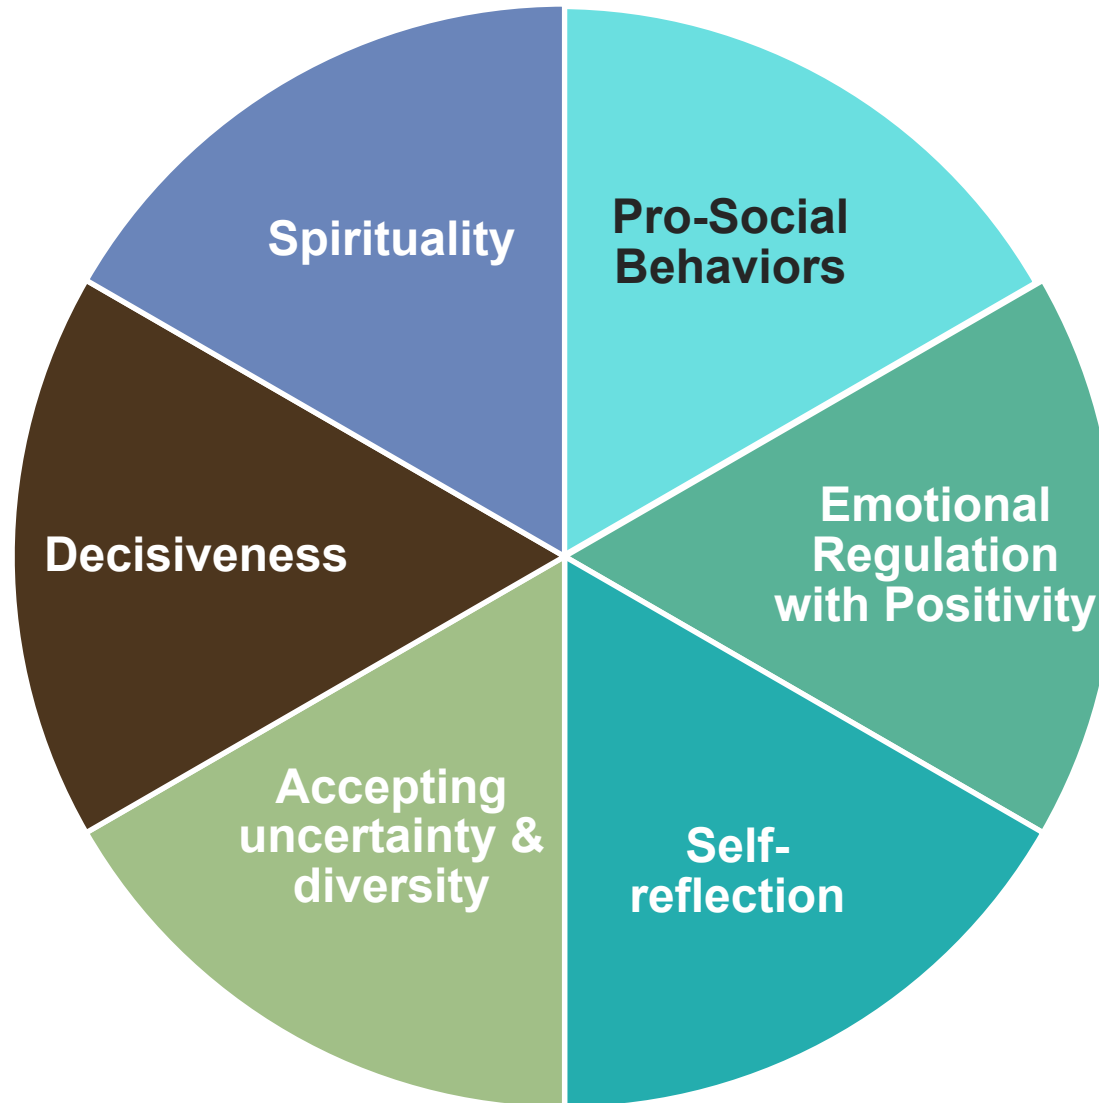 Spirituality
Pro-Social
Behaviors
Emotional
Regulation
with Positivity
Decisiveness
Accepting
uncertainty &
diversity
Self-
reflection